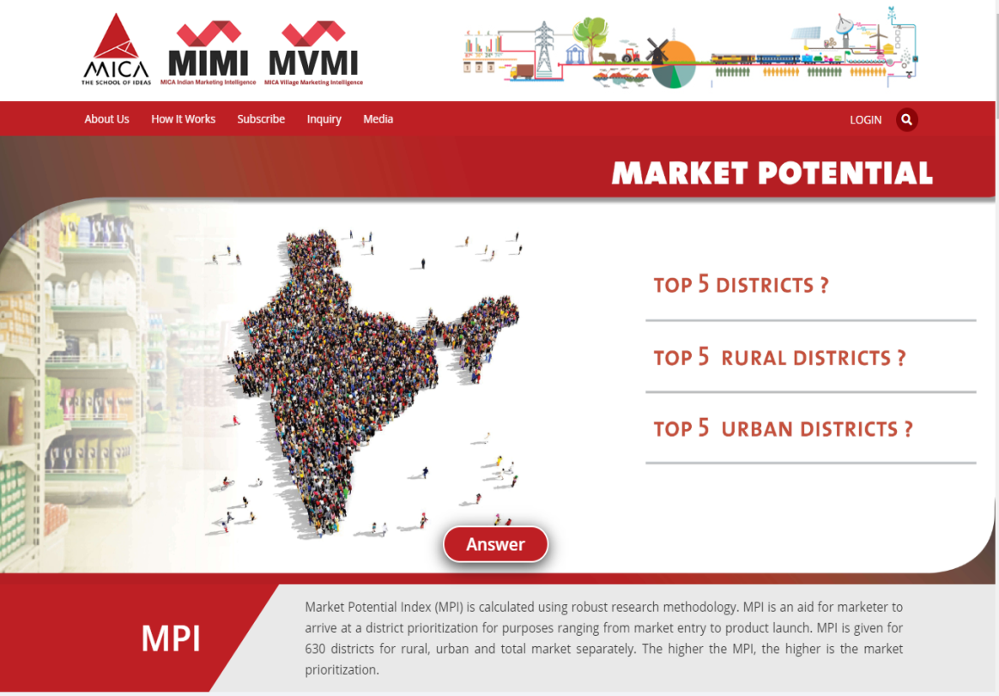 MICA
THE SCHOOL OF IDEAS
MIMI
MICA Indian Marketing Intelligence
MVMI
MICA Village Marketing Intelligence
About Us How It Works Subscribe Inquiry Media LOGIN
MARKET POTENTIAL
TOP 5 DISTRICTS ?
TOP 5 RURAL DISTRICTS ?
TOP 5 URBAN DISTRICTS ?
Answer
MPI
Market Potential Index (MPI) is calculated using robust research methodology. MPI is an aid for marketer to
arrive at a district prioritization for purposes ranging from market entry to product launch. MPI is given for
630 districts for rural, urban and total market separately. The higher the MPI, the higher is the market
prioritization.